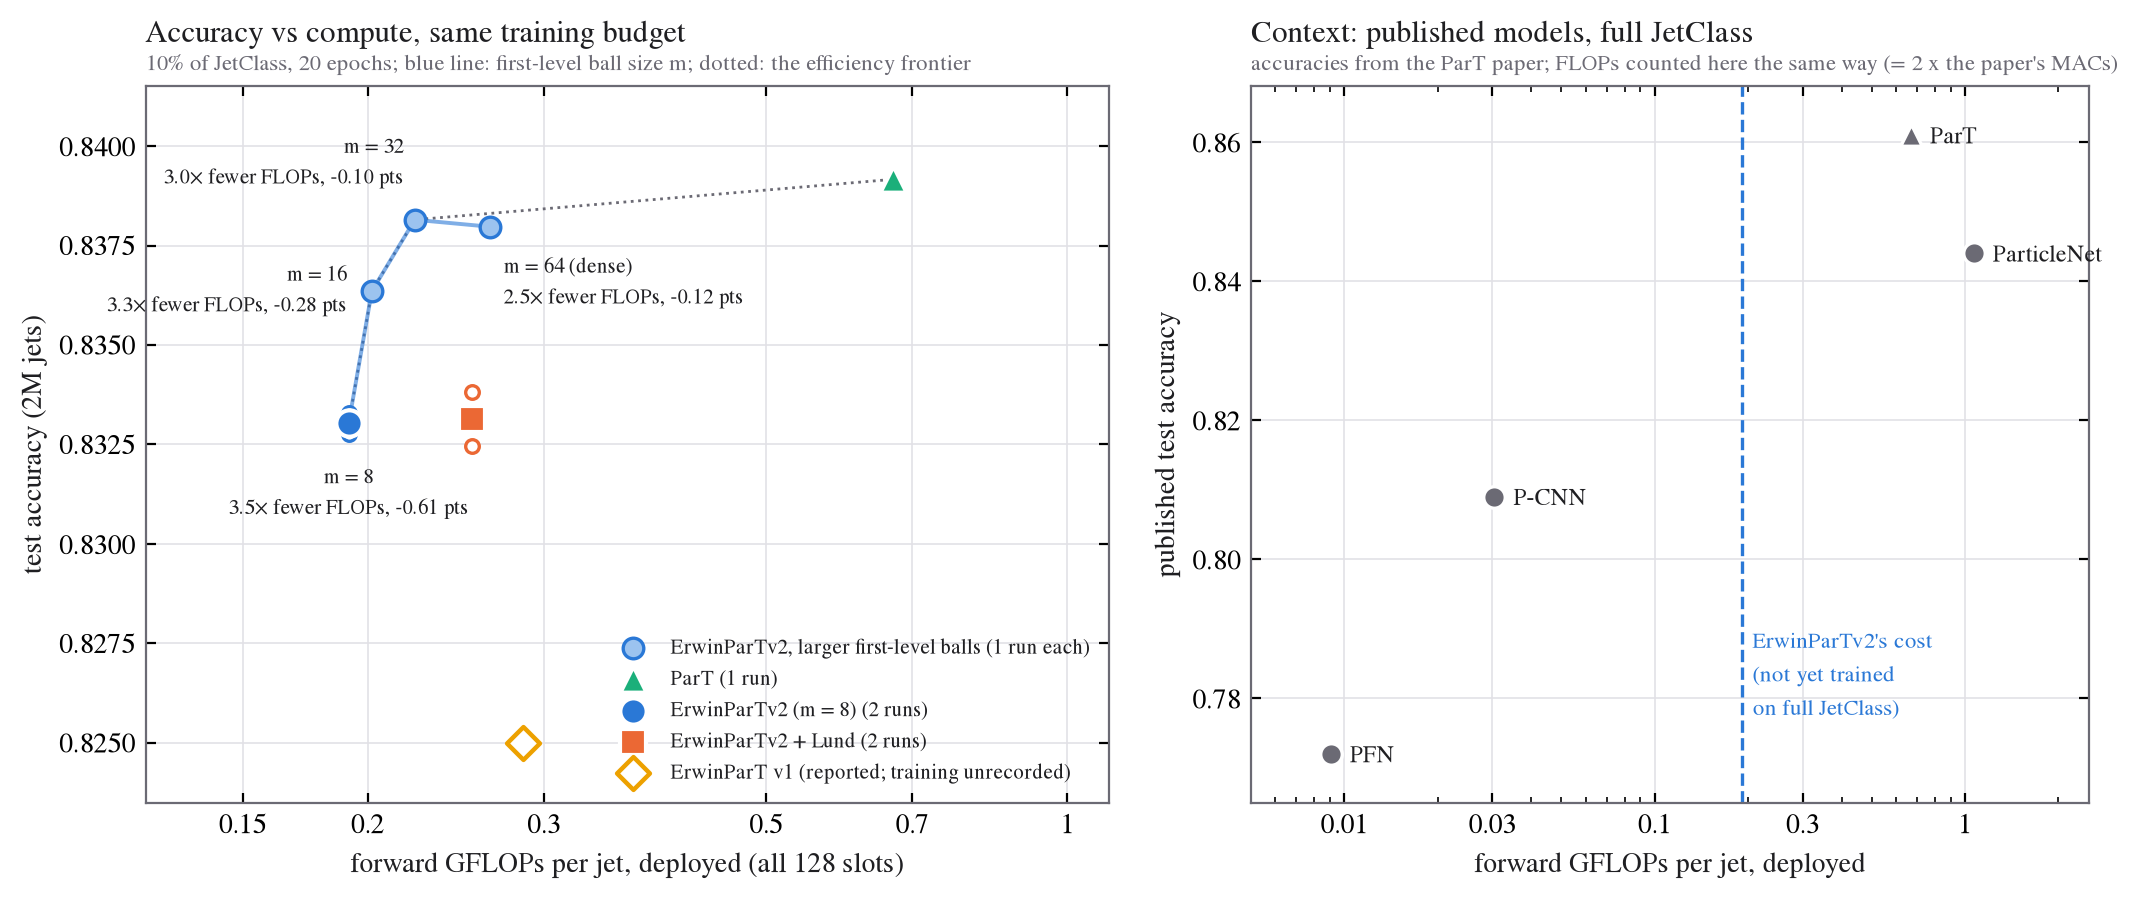 Accuracy vs compute, same training budget
10% of JetClass, 20 epochs; blue line: first-level ball size m; dotted: the efficiency frontier
test accuracy (2M jets)
0.8400
0.8375
0.8350
0.8325
0.8300
0.8275
0.8250
m = 32
3.0× fewer FLOPs, -0.10 pts
m = 16
3.3× fewer FLOPs, -0.28 pts
m = 64 (dense)
2.5× fewer FLOPs, -0.12 pts
m = 8
3.5× fewer FLOPs, -0.61 pts
ErwinParTv2, larger first-level balls (1 run each)
ParT (1 run)
ErwinParTv2 (m = 8) (2 runs)
ErwinParTv2 + Lund (2 runs)
ErwinParT v1 (reported; training unrecorded)
0.15 0.2 0.3 0.5 0.7 1
forward GFLOPs per jet, deployed (all 128 slots)
Context: published models, full JetClass
accuracies from the ParT paper; FLOPs counted here the same way (= 2 x the paper's MACs)
published test accuracy
0.86
0.84
0.82
0.80
0.78
ParT
ParticleNet
P-CNN
PFN
ErwinParTv2's cost
(not yet trained
on full JetClass)
0.01 0.03 0.1 0.3 1
forward GFLOPs per jet, deployed